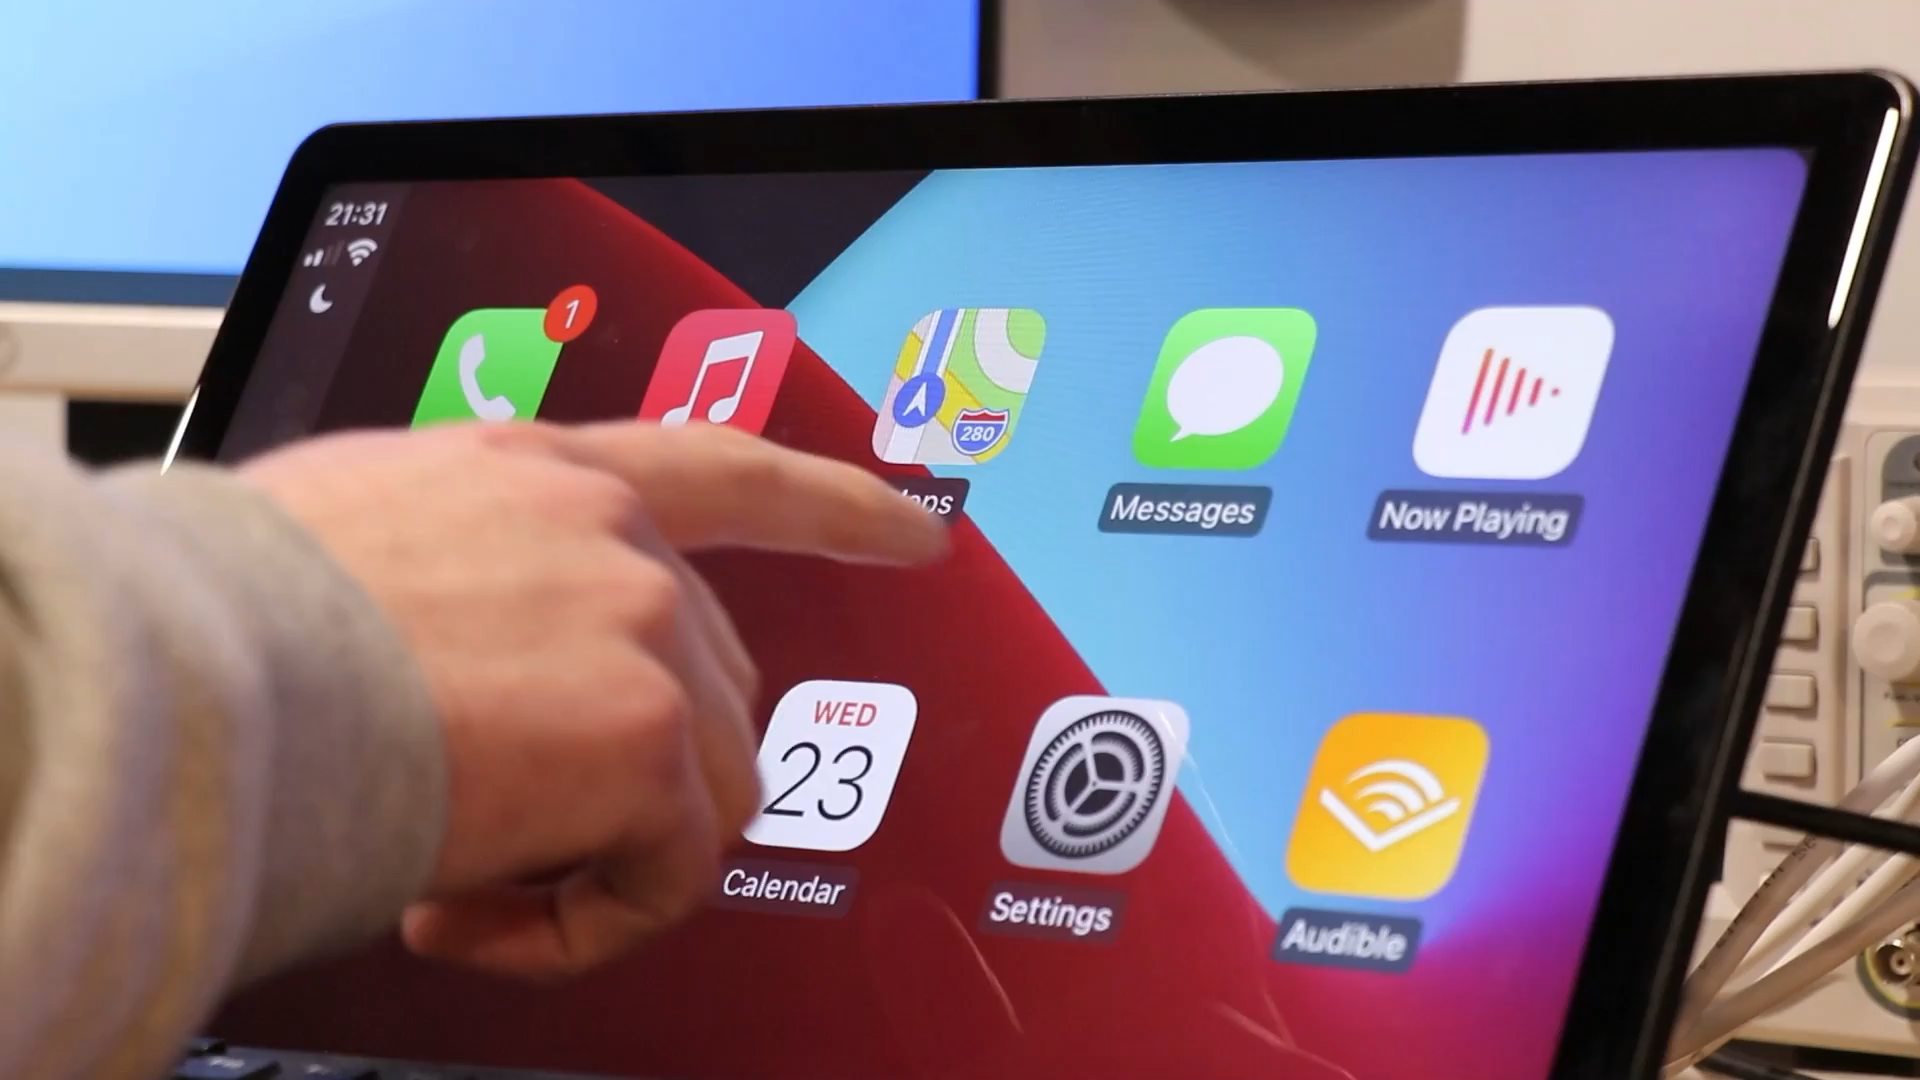 21:31
1
280
Messages
Now Playing
WED
23
Calendar
Settings
Audible